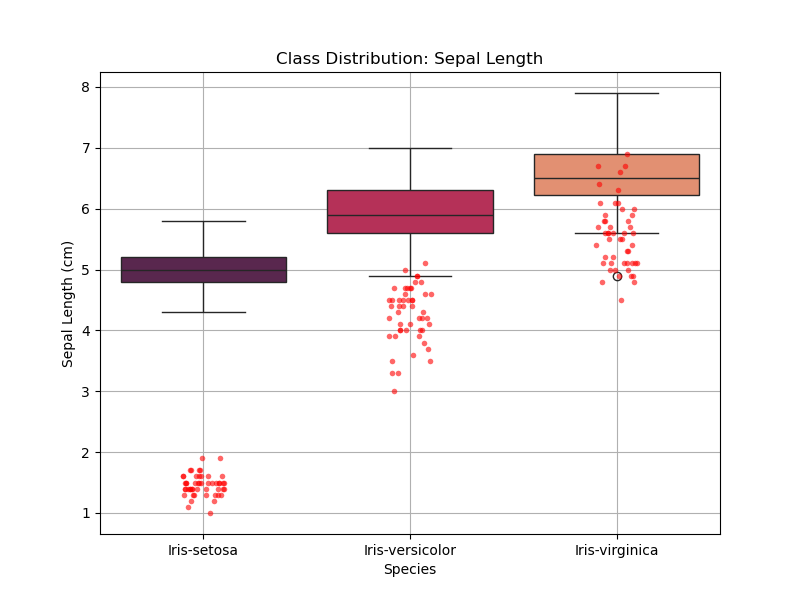 Class Distribution: Sepal Length
Sepal Length (cm)
8
7
6
5
4
3
2
1
Iris-setosa Iris-versicolor Iris-virginica
Species